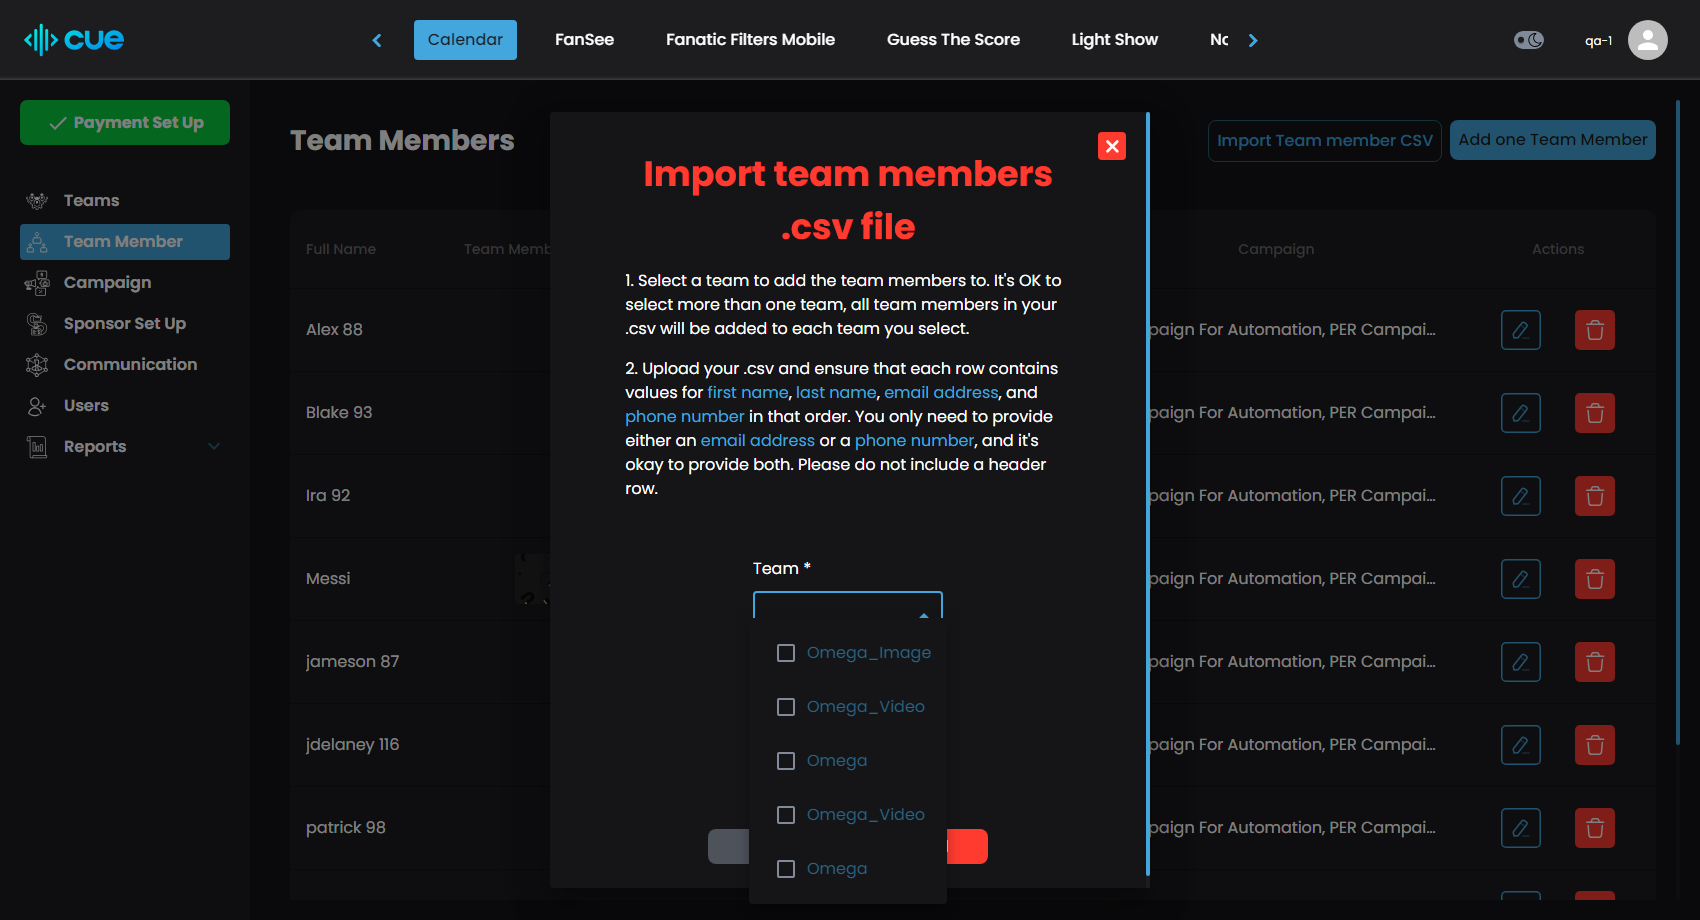 cue
Calendar
FanSee
Fanatic Filters Mobile
Guess The Score
Light Show
qa-1
Payment Set Up
Teams
Team Member
Campaign
Sponsor Set Up
Communication
Users
Reports
Team Members
Import Team member CSV
Add one Team Member
Full Name
Team Memb
Campaign
Actions
Alex 88
paign For Automation, PER Campai...
Blake 93
paign For Automation, PER Campai...
Ira 92
paign For Automation, PER Campai...
Messi
paign For Automation, PER Campai...
jameson 87
paign For Automation, PER Campai...
jdelaney 116
paign For Automation, PER Campai...
patrick 98
paign For Automation, PER Campai...
Import team members
.csv file
1. Select a team to add the team members to. It's OK to
select more than one team, all team members in your
.csv will be added to each team you select.
2. Upload your .csv and ensure that each row contains
values for first name, last name, email address, and
phone number in that order. You only need to provide
either an email address or a phone number, and it's
okay to provide both. Please do not include a header
row.
Team *
Omega_Image
Omega_Video
Omega
Omega_Video
Omega